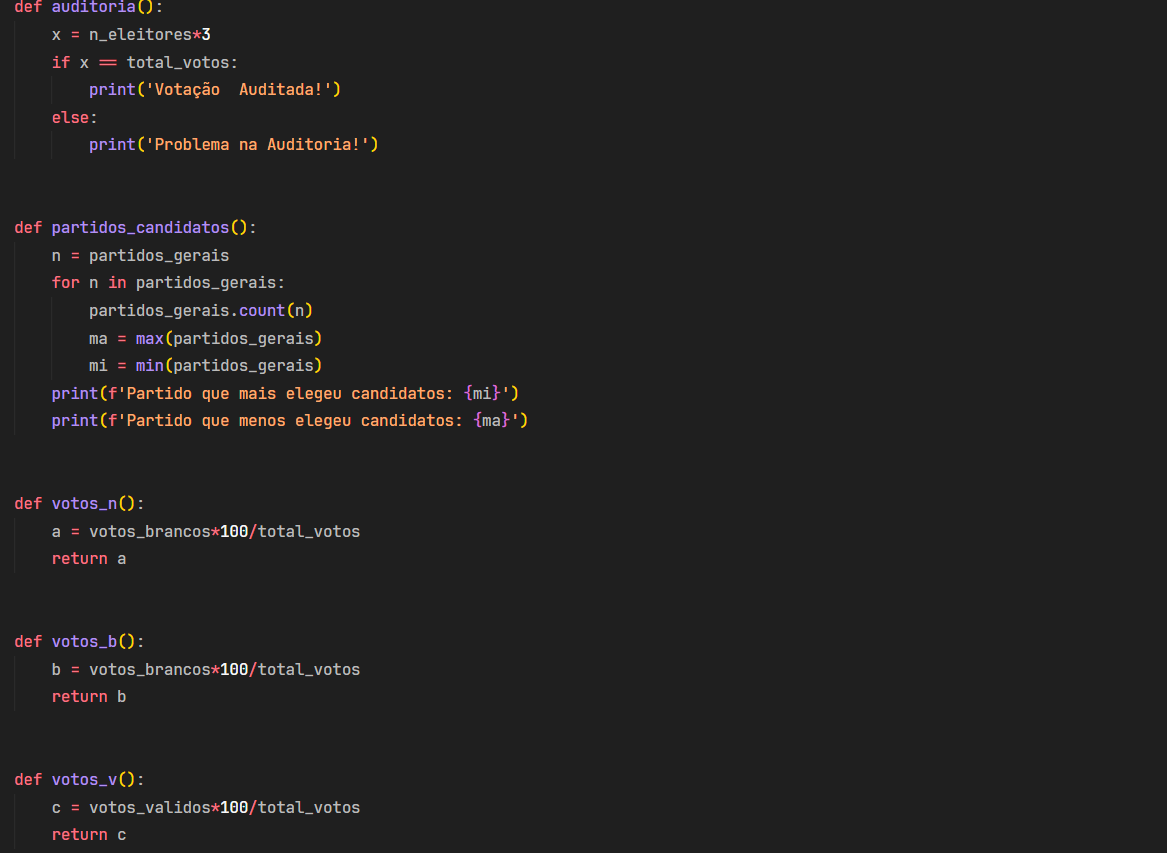 def auditoria():
    x = n_eleitores*3
    if x == total_votos:
        print('Votação  Auditada!')
    else:
        print('Problema na Auditoria!')
def partidos_candidatos():
    n = partidos_gerais
    for n in partidos_gerais:
        partidos_gerais.count(n)
        ma = max(partidos_gerais)
        mi = min(partidos_gerais)
    print(f'Partido que mais elegeu candidatos: {mi}')
    print(f'Partido que menos elegeu candidatos: {ma}')
def votos_n():
    a = votos_brancos*100/total_votos
    return a
def votos_b():
    b = votos_brancos*100/total_votos
    return b
def votos_v():
    c = votos_validos*100/total_votos
    return c